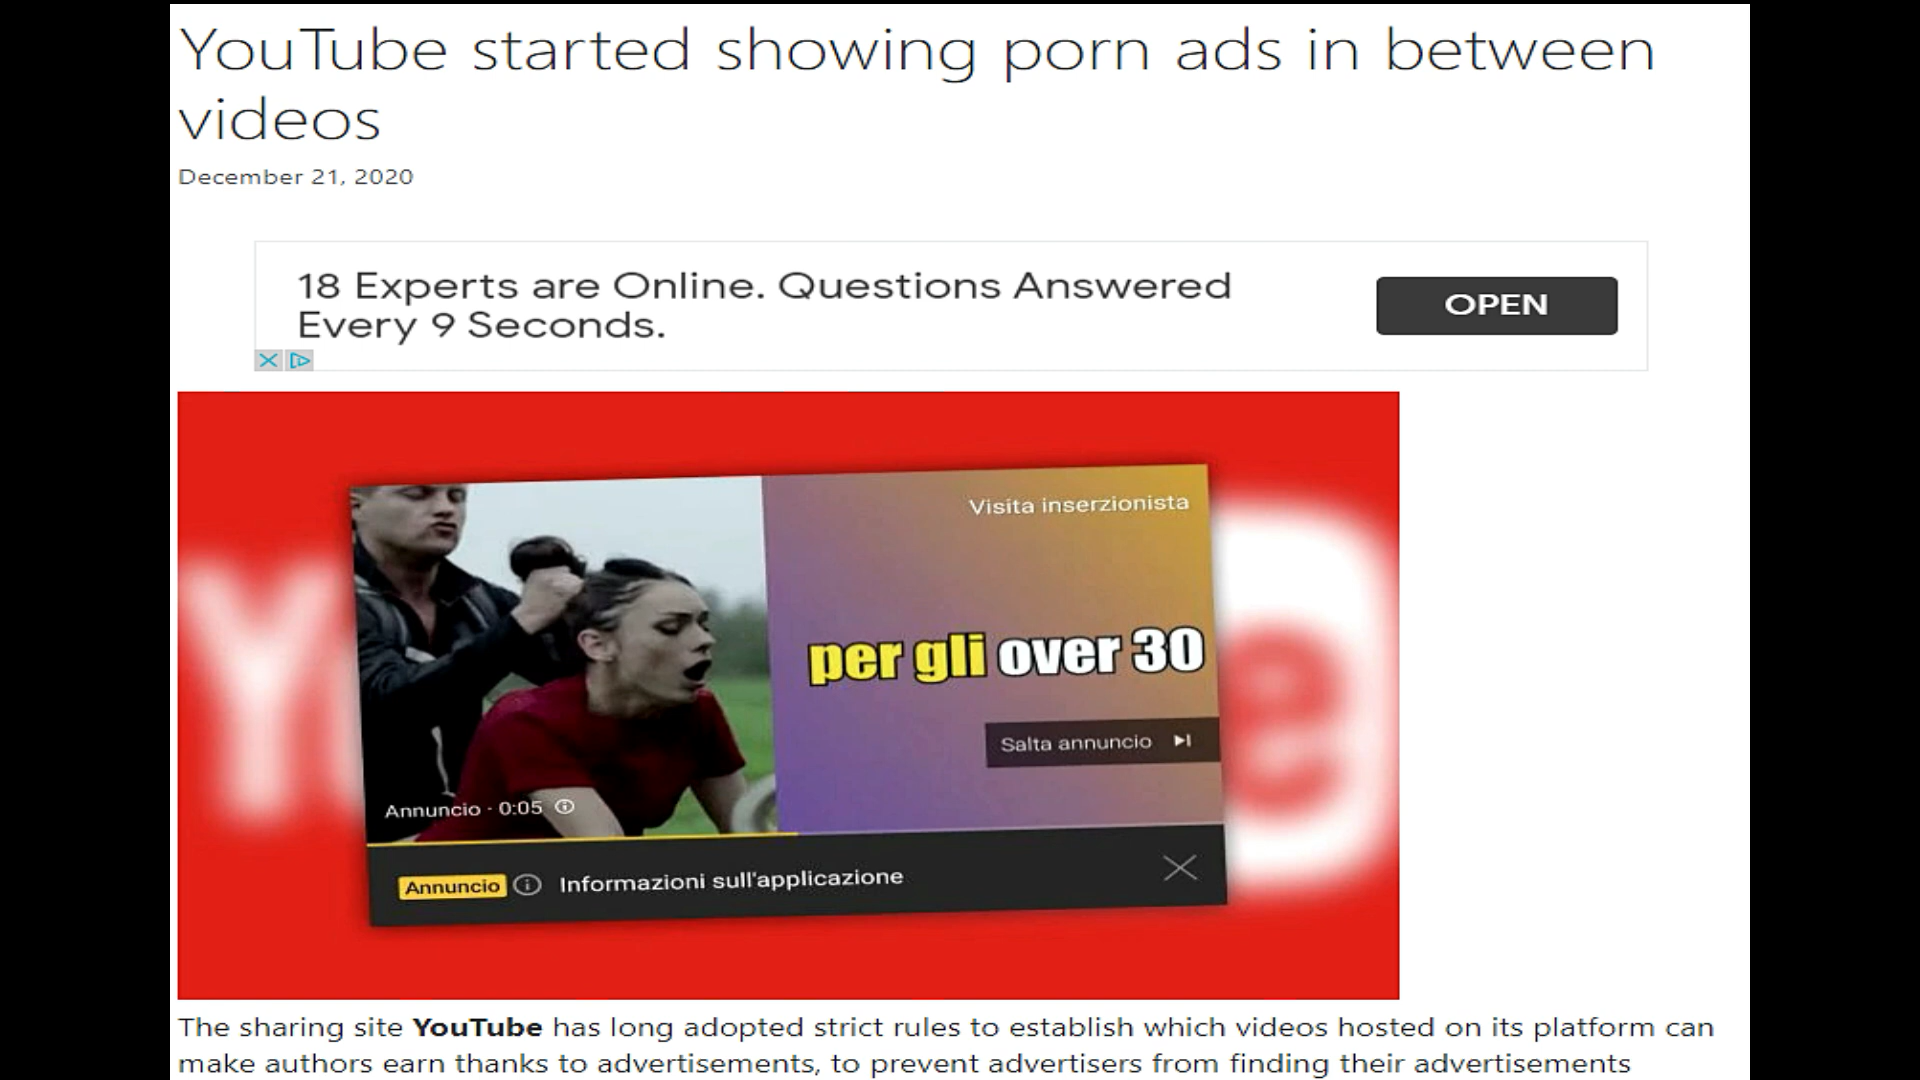 YouTube started showing porn ads in between
videos
December 21, 2020
18 Experts are Online. Questions Answered
Every 9 Seconds.
OPEN
Visita inserzionista
per gli over 30
Salta annuncio
Annuncio · 0:05
Annuncio Informazioni sull'applicazione
The sharing site YouTube has long adopted strict rules to establish which videos hosted on its platform can
make authors earn thanks to advertisements, to prevent advertisers from finding their advertisements